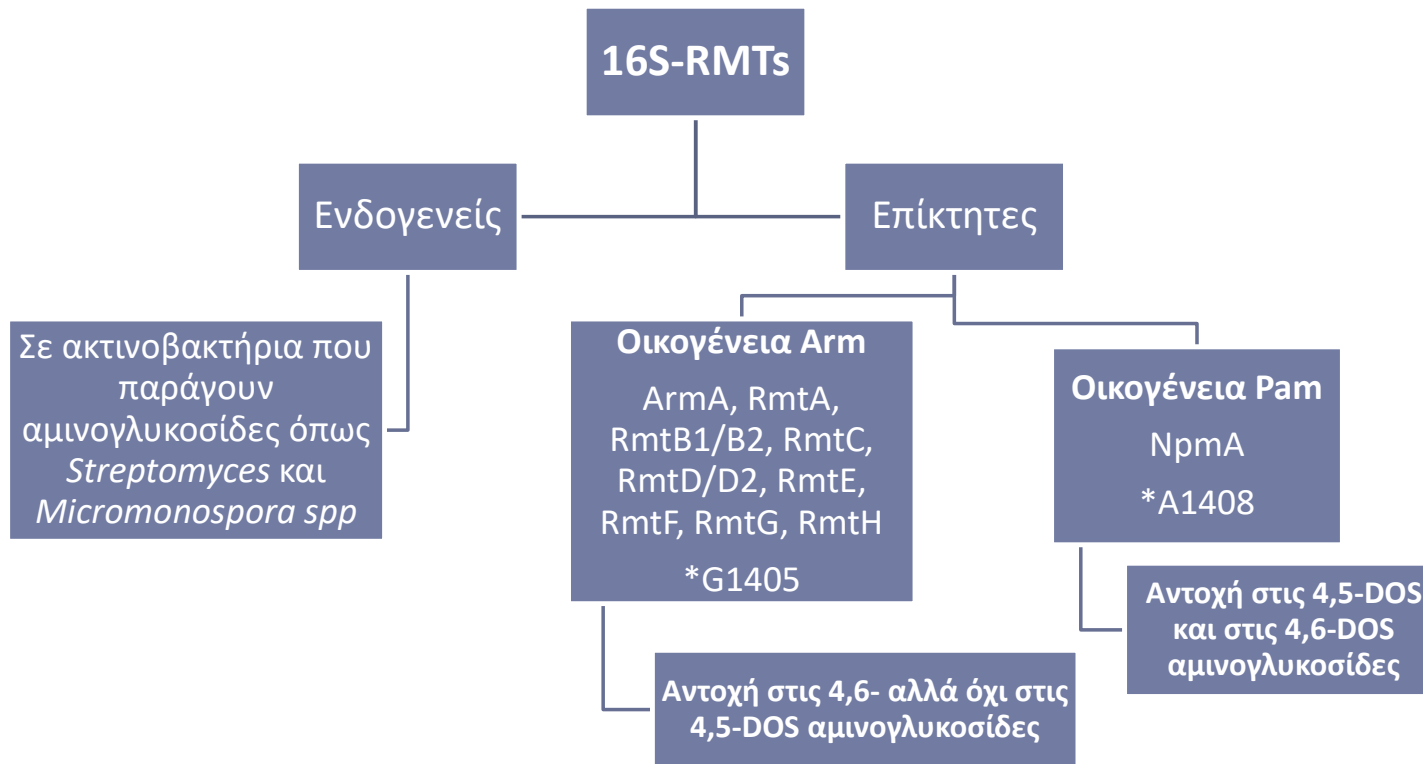 16S-RMTs
Ενδογενείς
Επίκτητες
Σε ακτινοβακτήρια που
παράγουν
αμινογλυκοσίδες όπως
Streptomyces και
Micromonospora spp
Οικογένεια Arm
ArmA, RmtA,
RmtB1/B2, RmtC,
RmtD/D2, RmtE,
RmtF, RmtG, RmtH
*G1405
Οικογένεια Pam
NpmA
*A1408
Αντοχή στις 4,6- αλλά όχι στις
4,5-DOS αμινογλυκοσίδες
Αντοχή στις 4,5-DOS
και στις 4,6-DOS
αμινογλυκοσίδες